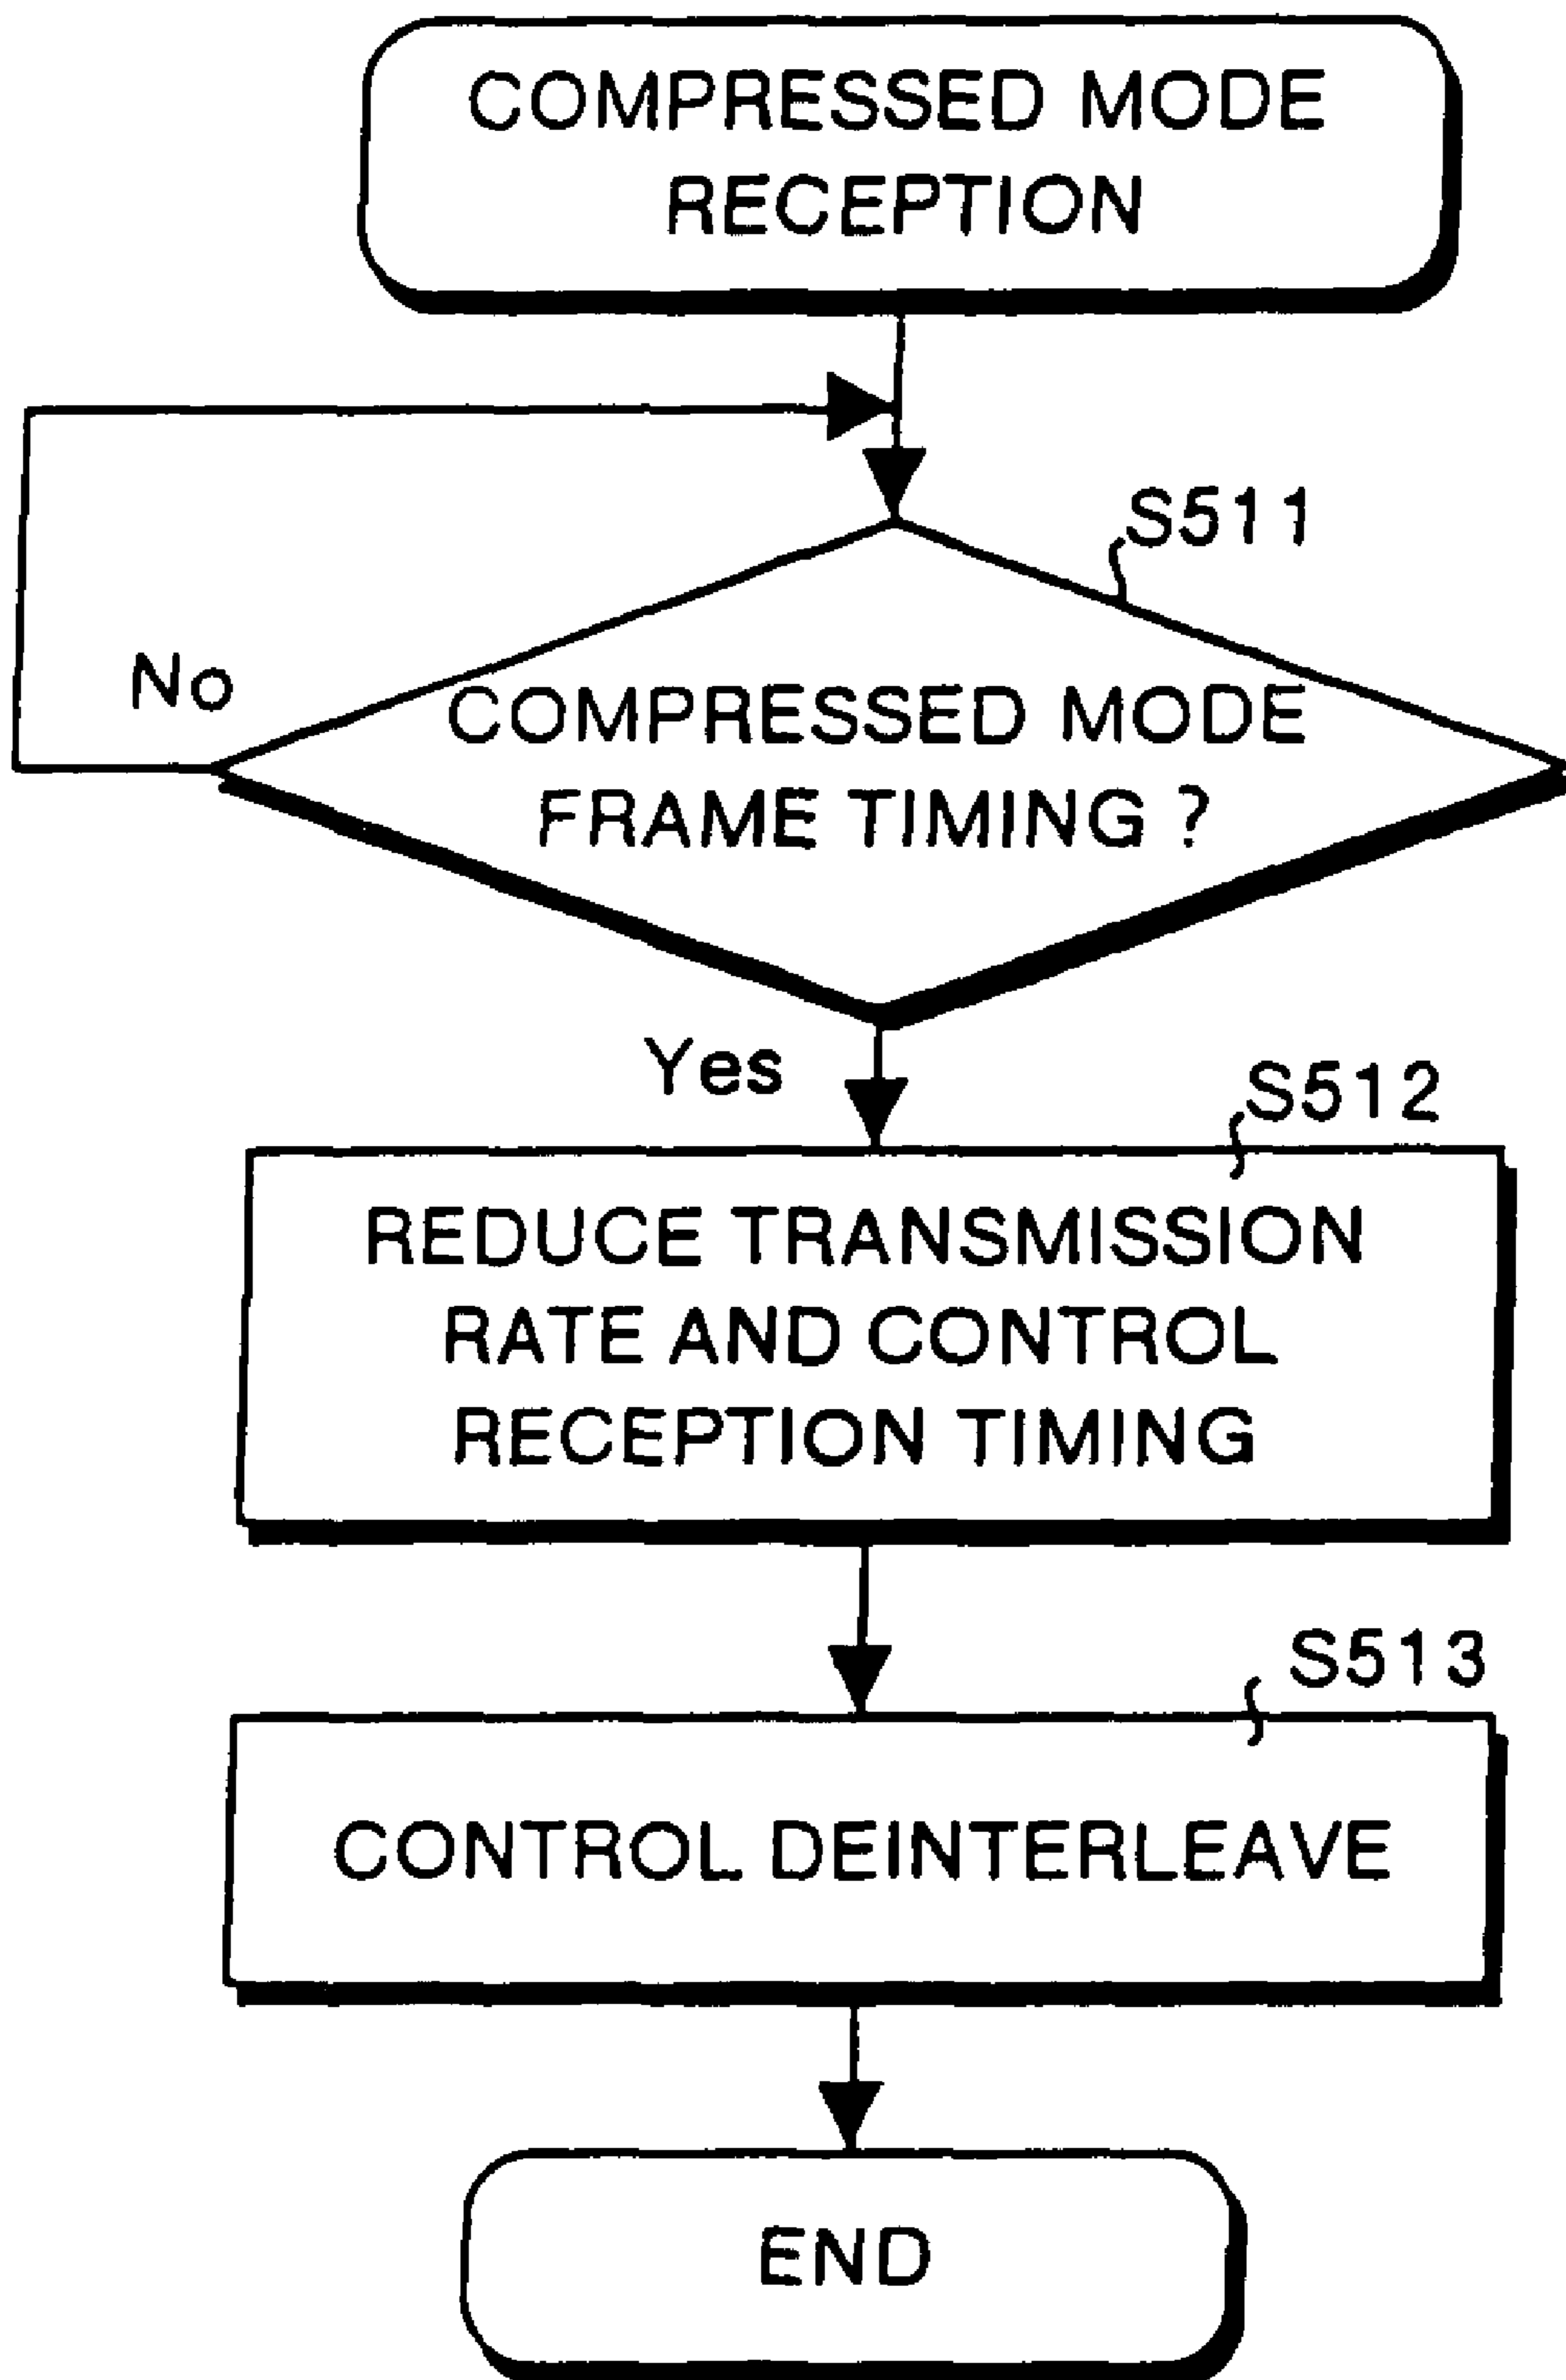 COMPRESSED MODE
RECEPTION
S511
No
COMPRESSED MODE
FRAME TIMING ?
Yes
S512
REDUCE TRANSMISSION
RATE AND CONTROL
RECEPTION TIMING
S513
CONTROL DEINTERLEAVE
END